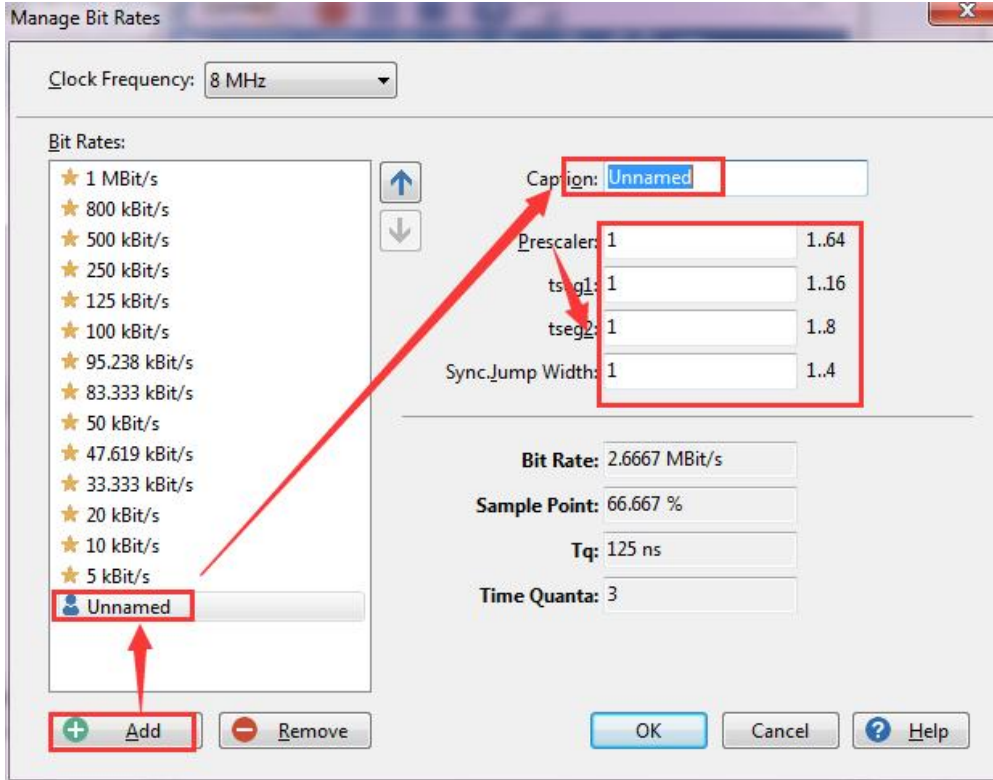 Manage Bit Rates
Clock Frequency: 8 MHz
Bit Rates:
1 MBit/s
800 kBit/s
500 kBit/s
250 kBit/s
125 kBit/s
100 kBit/s
95.238 kBit/s
83.333 kBit/s
50 kBit/s
47.619 kBit/s
33.333 kBit/s
20 kBit/s
10 kBit/s
5 kBit/s
Unnamed
Add
Remove
Caption: Unnamed
Prescaler: 1 1..64
tseg1: 1 1..16
tseg2: 1 1..8
Sync.Jump Width: 1 1..4
Bit Rate: 2.6667 MBit/s
Sample Point: 66.667 %
Tq: 125 ns
Time Quanta: 3
OK
Cancel
Help